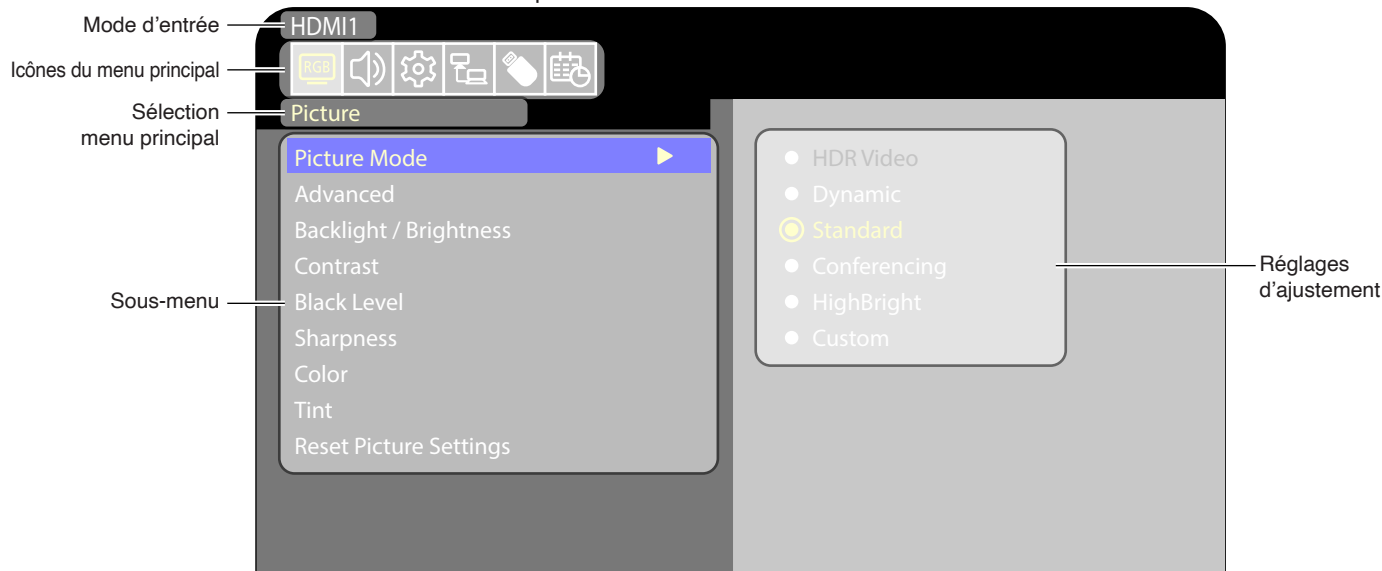 Mode d'entrée
HDMI1
Icônes du menu principal
RGB
Sélection
menu principal
Picture
Picture Mode
Advanced
Backlight / Brightness
Contrast
Sous-menu
Black Level
Sharpness
Color
Tint
Reset Picture Settings
HDR Video
Dynamic
Standard
Conferencing
HighBright
Custom
Réglages
d'ajustement